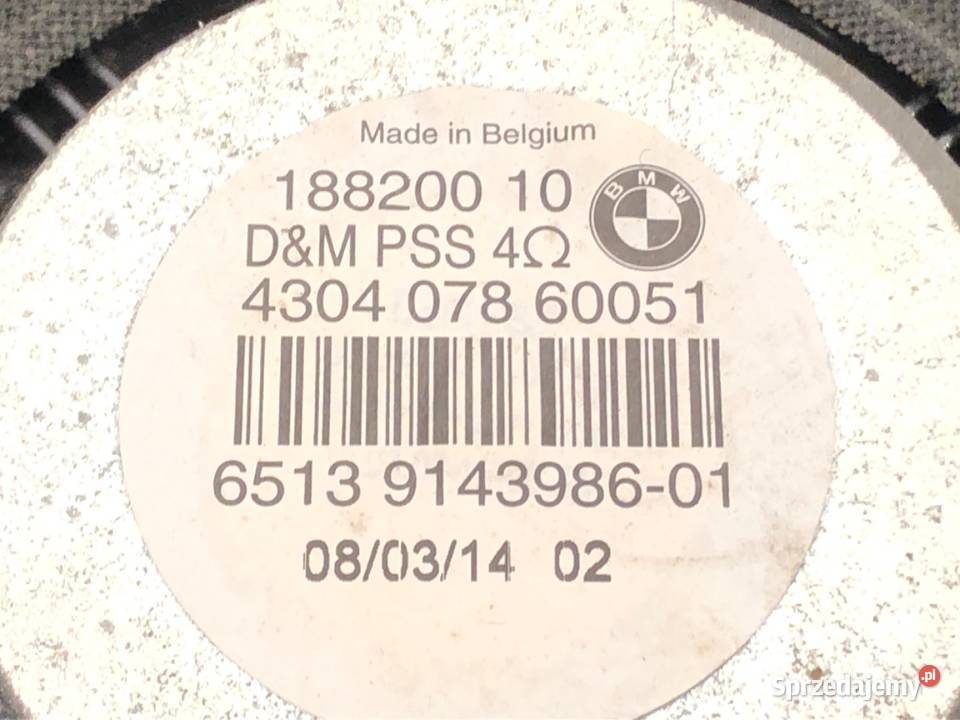 Made in Belgium
188200 10
BMW
D&M PSS 4Ω
4304 078 60051
6513 9143986-01
08/03/14 02
Sprzedajemy.pl